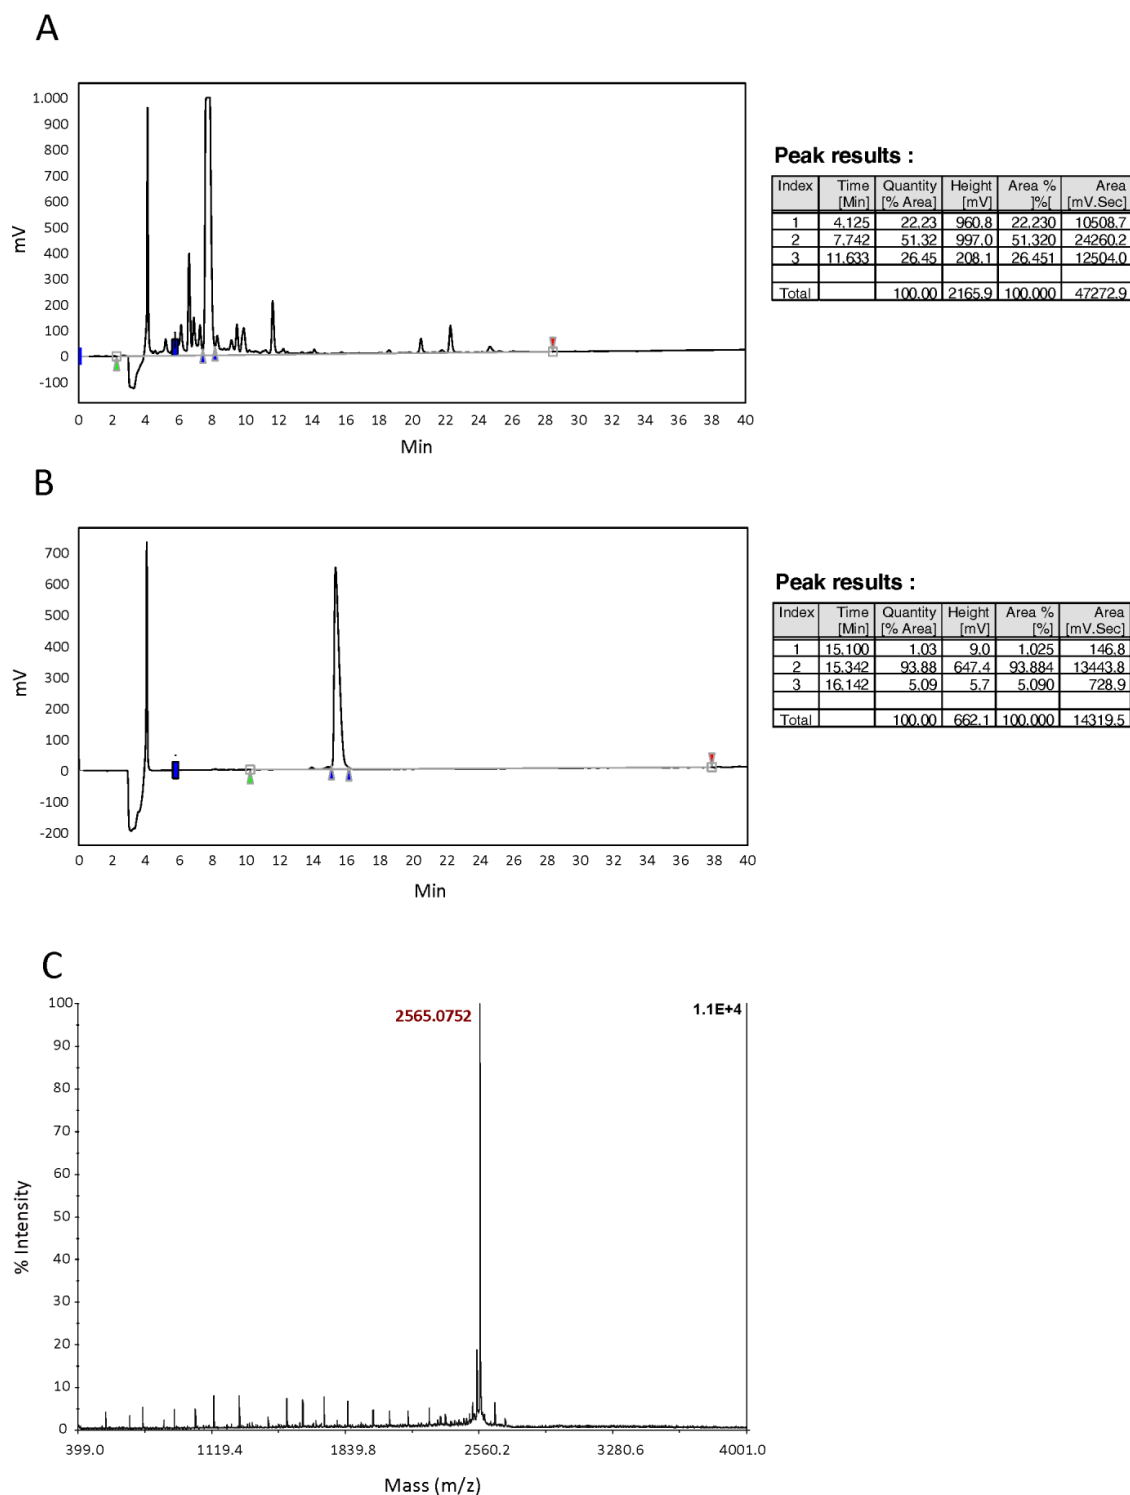 A
1.000
900
800
700
600
500
400
300
200
100
0
-100
mV
0 2 4 6 8 10 12 14 16 18 20 22 24 26 28 30 32 34 36 38 40
Min
Peak results :
Index Time [Min] Quantity [% Area] Height [mV] Area % ]%[ Area [mV.Sec]
1 4,125 22,23 960,8 22,230 10508,7
2 7,742 51,32 997,0 51,320 24260,2
3 11,633 26,45 208,1 26,451 12504,0
Total 100,00 2165,9 100,000 47272,9
B
700
600
500
400
300
200
100
0
-100
-200
mV
0 2 4 6 8 10 12 14 16 18 20 22 24 26 28 30 32 34 36 38 40
Min
Peak results :
Index Time [Min] Quantity [% Area] Height [mV] Area % [%] Area [mV.Sec]
1 15,100 1,03 9,0 1,025 146,8
2 15,342 93,88 647,4 93,884 13443,8
3 16,142 5,09 5,7 5,090 728,9
Total 100,00 662,1 100,000 14319,5
C
100
90
80
70
60
50
40
30
20
10
0
% Intensity
2565.0752
1.1E+4
399.0 1119.4 1839.8 2560.2 3280.6 4001.0
Mass (m/z)